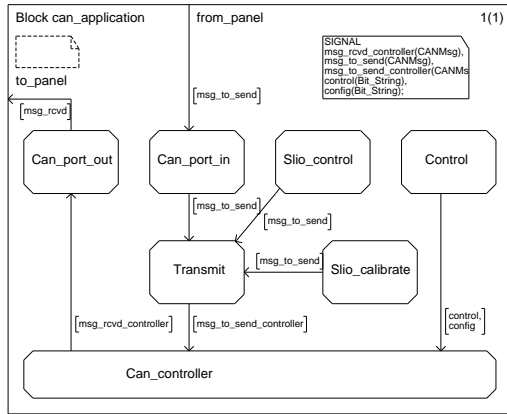 Block can_application
from_panel
1(1)
SIGNAL
msg_rcvd_controller(CANMsg),
msg_to_send(CANMsg),
msg_to_send_controller(CANMs
control(Bit_String),
config(Bit_String);
to_panel
[msg_rcvd]
[msg_to_send]
Can_port_out
Can_port_in
Slio_control
Control
[msg_to_send]
[msg_to_send]
Transmit
[msg_to_send]
Slio_calibrate
[msg_rcvd_controller]
[msg_to_send_controller]
[control,
config]
Can_controller